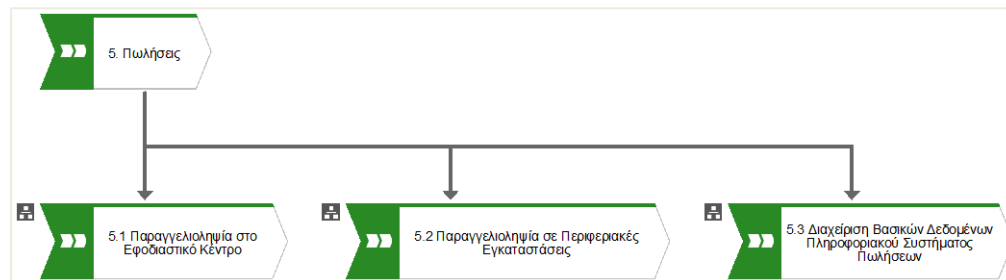 5. Πωλήσεις
5.1 Παραγγελιοληψία στο
Εφοδιαστικό Κέντρο
5.2 Παραγγελιοληψία σε Περιφεριακές
Εγκαταστάσεις
5.3 Διαχείριση Βασικών Δεδομένων
Πληροφοριακού Συστήματος
Πωλήσεων